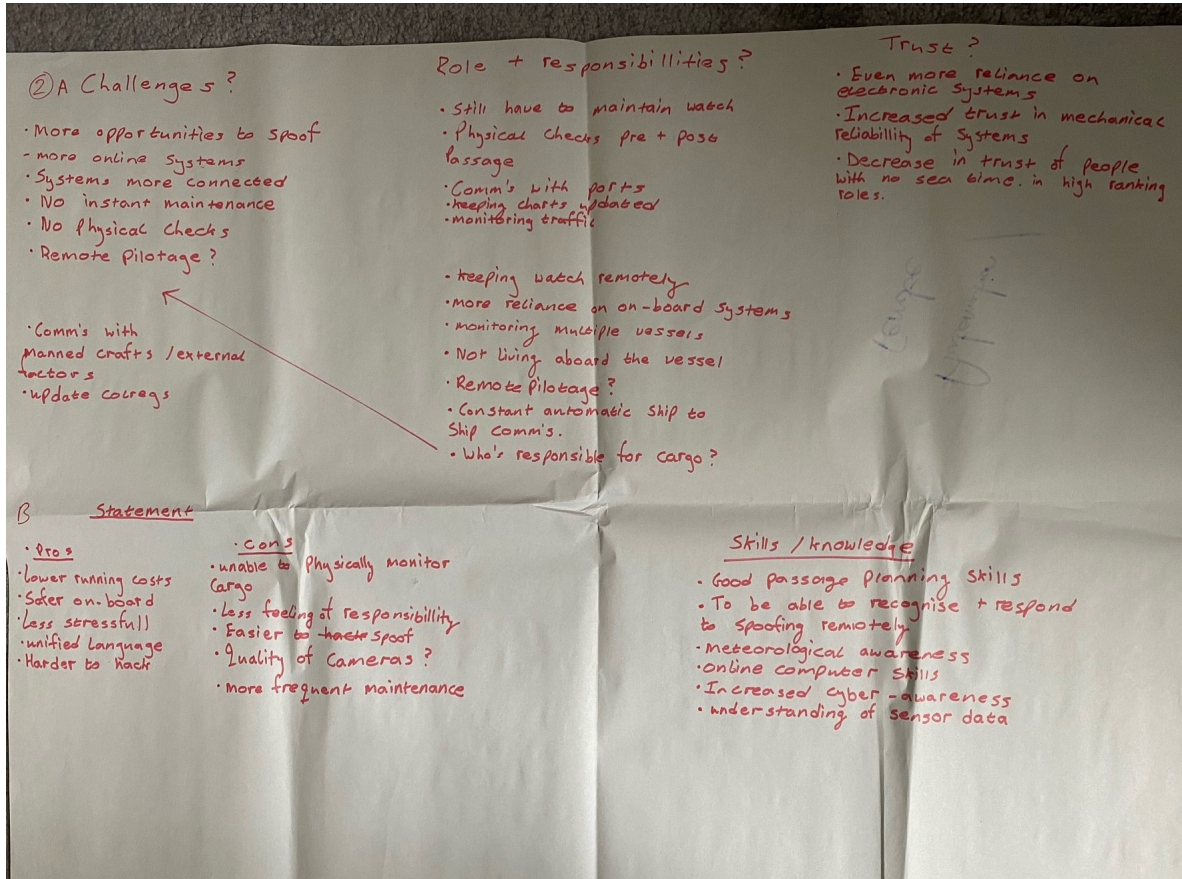 ② A Challenges?
· More opportunities to spoof
- more online systems
· Systems more connected
· No instant maintenance
· No Physical Checks
· Remote Pilotage?
· Comm's with
manned crafts / external
factors
· update colregs
Role + responsibillities?
· Still have to maintain watch
· Physical Checks pre + post
Passage
· Comm's with ports
· keeping charts updated
· monitoring traffic
· keeping watch remotely
· more reliance on on-board systems
· monitoring multiple vessels
· Not living aboard the vessel
· Remote Pilotage?
· Constant automatic Ship to
Ship Comm's.
· Who's responsible for cargo?
Trust?
· Even more reliance on
electronic Systems
· Increased trust in mechanical
reliabillity of Systems
· Decrease in trust of people
with no sea time. in high ranking
roles.
B Statement
· Pros
· Lower running costs
· Safer on-board
· Less stressfull
· unified language
· Harder to hack
· Cons
· unable to Physically monitor
Cargo
· Less feeling of responsibillity
· Easier to hack spoof
· Quality of Cameras?
· more frequent maintenance
Skills / knowledge
· Good passage Planning Skills
· To be able to recognise + respond
to spoofing remotely
· meteorological awareness
· online computer skills
· Increased cyber-awareness
· understanding of sensor data